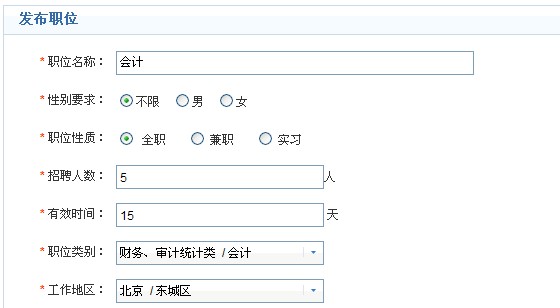 发布职位
*职位名称： 会计
*性别要求： 不限 男 女
*职位性质： 全职 兼职 实习
*招聘人数： 5 人
*有效时间： 15 天
*职位类别： 财务、审计统计类 / 会计
*工作地区： 北京 / 东城区